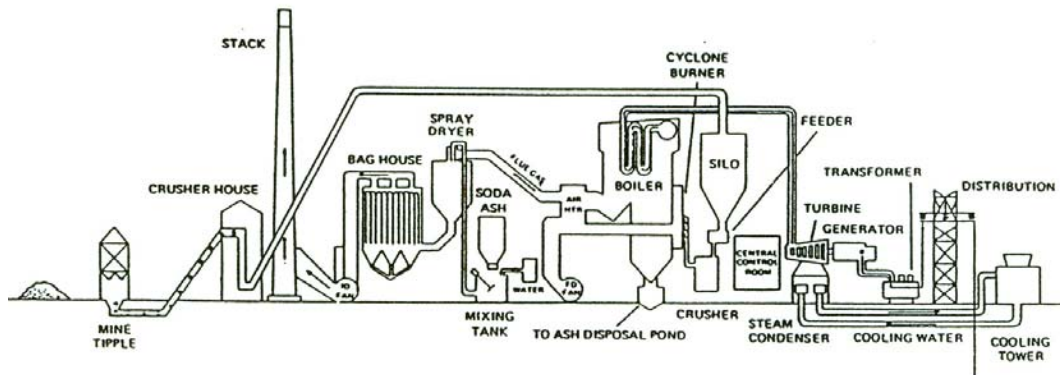 STACK
CYCLONE
BURNER
SPRAY
DRYER
FEEDER
BAG HOUSE
FLUE GAS
SILO
SODA
ASH
BOILER
TRANSFORMER
CRUSHER HOUSE
AIR
HTR
DISTRIBUTION
TURBINE
GENERATOR
CENTRAL
CONTROL
ROOM
WATER
FAN
FD
FAN
MINE
TIPPLE
MIXING
TANK
TO ASH DISPOSAL POND
CRUSHER
STEAM
CONDENSER
COOLING WATER
COOLING
TOWER